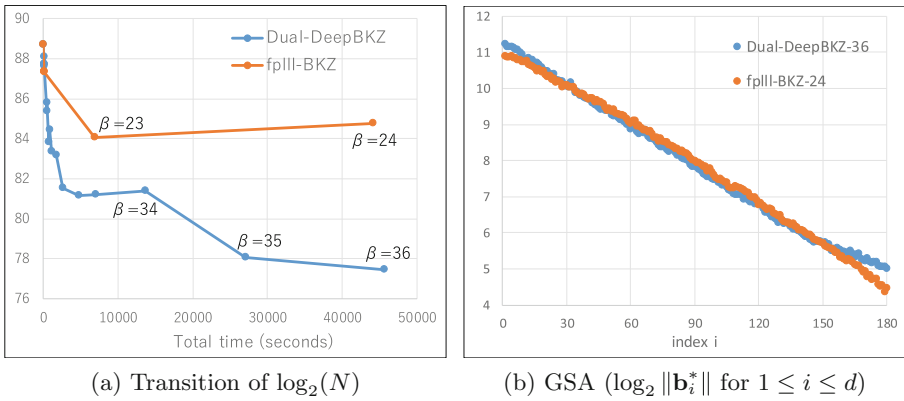 90
88
86
84
82
80
78
76
0
10000
20000
30000
40000
50000
Total time (seconds)
Dual-DeepBKZ
fplll-BKZ
β=23
β=24
β=34
β=35
β=36
(a) Transition of log₂(N)
12
11
10
9
8
7
6
5
4
0
30
60
90
120
150
180
index i
Dual-DeepBKZ-36
fplll-BKZ-24
(b) GSA (log₂ ‖b*ᵢ‖ for 1 ≤ i ≤ d)